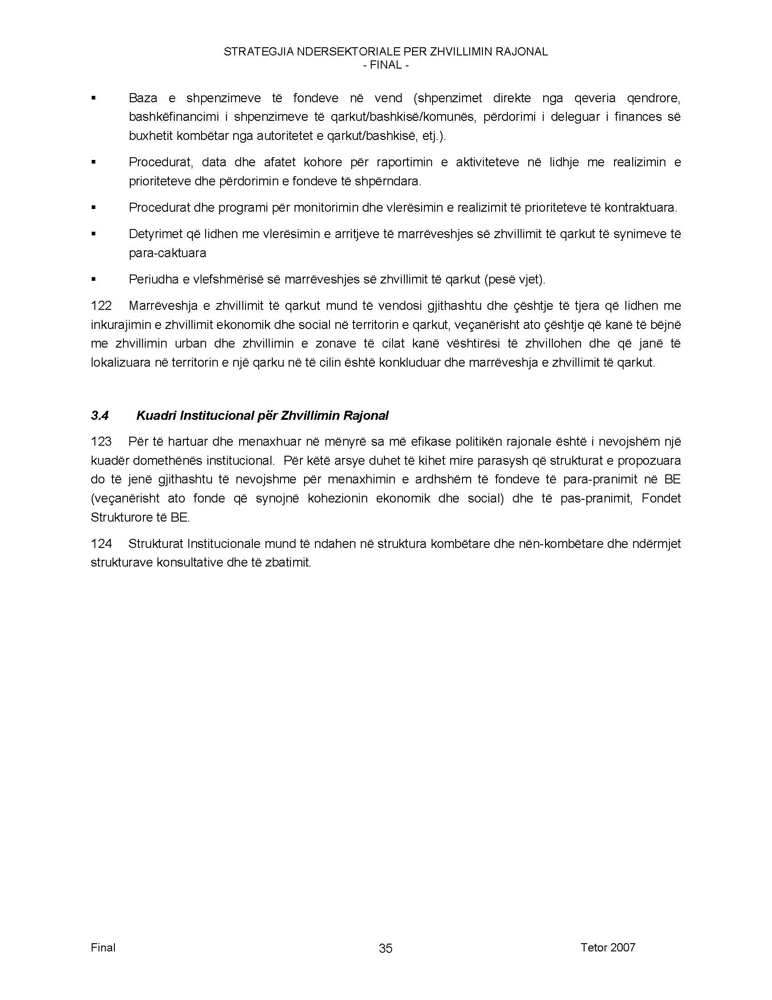 STRATEGJIA NDERSEKTORIALE PER ZHVILLIMIN RAJONAL
- FINAL -
▪ Baza e shpenzimeve të fondeve në vend (shpenzimet direkte nga qeveria qendrore,
bashkëfinancimi i shpenzimeve të qarkut/bashkisë/komunës, përdorimi i deleguar i finances së
buxhetit kombëtar nga autoritetet e qarkut/bashkisë, etj.).
▪ Procedurat, data dhe afatet kohore për raportimin e aktiviteteve në lidhje me realizimin e
prioriteteve dhe përdorimin e fondeve të shpërndara.
▪ Procedurat dhe programi për monitorimin dhe vlerësimin e realizimit të prioriteteve të kontraktuara.
▪ Detyrimet që lidhen me vlerësimin e arritjeve të marrëveshjes së zhvillimit të qarkut të synimeve të
para-caktuara
▪ Periudha e vlefshmërisë së marrëveshjes së zhvillimit të qarkut (pesë vjet).
122 Marrëveshja e zhvillimit të qarkut mund të vendosi gjithashtu dhe çështje të tjera që lidhen me
inkurajimin e zhvillimit ekonomik dhe social në territorin e qarkut, veçanërisht ato çështje që kanë të bëjnë
me zhvillimin urban dhe zhvillimin e zonave të cilat kanë vështirësi të zhvillohen dhe që janë të
lokalizuara në territorin e një qarku në të cilin është konkluduar dhe marrëveshja e zhvillimit të qarkut.
3.4 Kuadri Institucional për Zhvillimin Rajonal
123 Për të hartuar dhe menaxhuar në mënyrë sa më efikase politikën rajonale është i nevojshëm një
kuadër domethënës institucional. Për këtë arsye duhet të kihet mire parasysh që strukturat e propozuara
do të jenë gjithashtu të nevojshme për menaxhimin e ardhshëm të fondeve të para-pranimit në BE
(veçanërisht ato fonde që synojnë kohezionin ekonomik dhe social) dhe të pas-pranimit, Fondet
Strukturore të BE.
124 Strukturat Institucionale mund të ndahen në struktura kombëtare dhe nën-kombëtare dhe ndërmjet
strukturave konsultative dhe të zbatimit.
Final 35 Tetor 2007